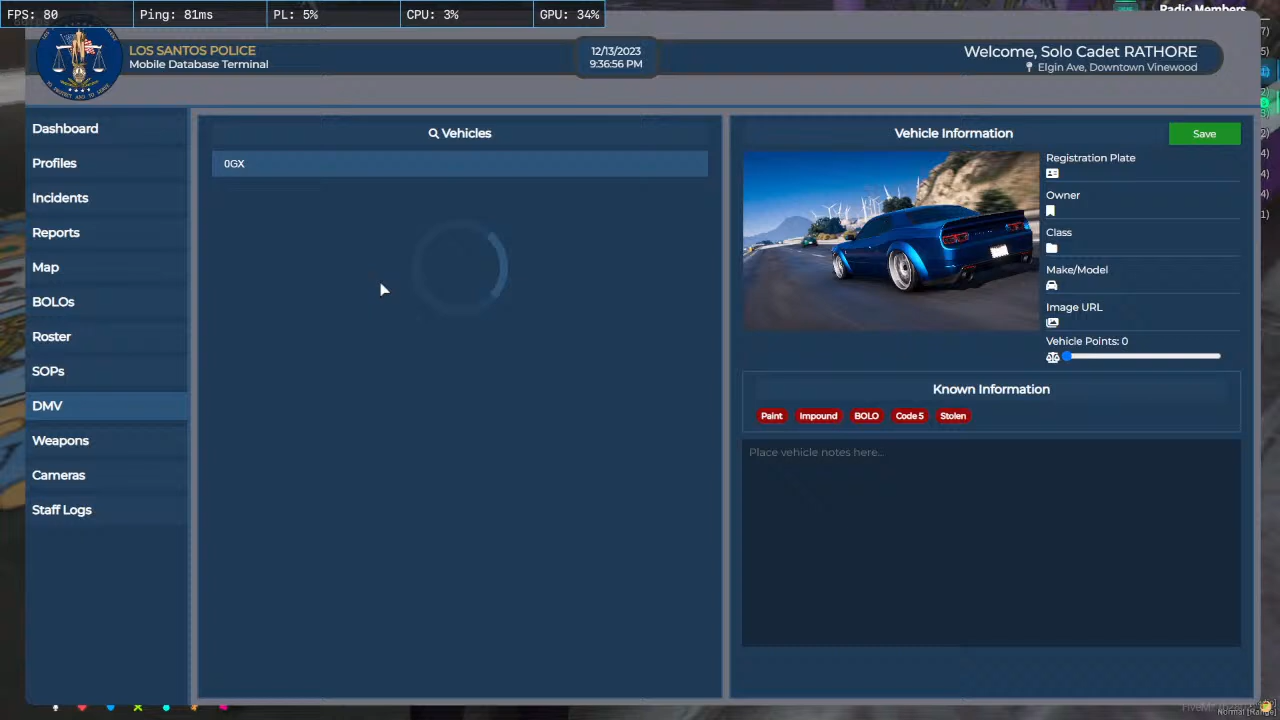 FPS: 80
Ping: 81ms
PL: 5%
CPU: 3%
GPU: 34%
Radio Members
LOS SANTOS POLICE
Mobile Database Terminal
12/13/2023
9:36:56 PM
Welcome, Solo Cadet RATHORE
Elgin Ave, Downtown Vinewood
Dashboard
Profiles
Incidents
Reports
Map
BOLOs
Roster
SOPs
DMV
Weapons
Cameras
Staff Logs
Vehicles
0GX
Vehicle Information
Save
Registration Plate
Owner
Class
Make/Model
Image URL
Vehicle Points: 0
Known Information
Paint
Impound
BOLO
Code 5
Stolen
Place vehicle notes here...
Normal [Range]